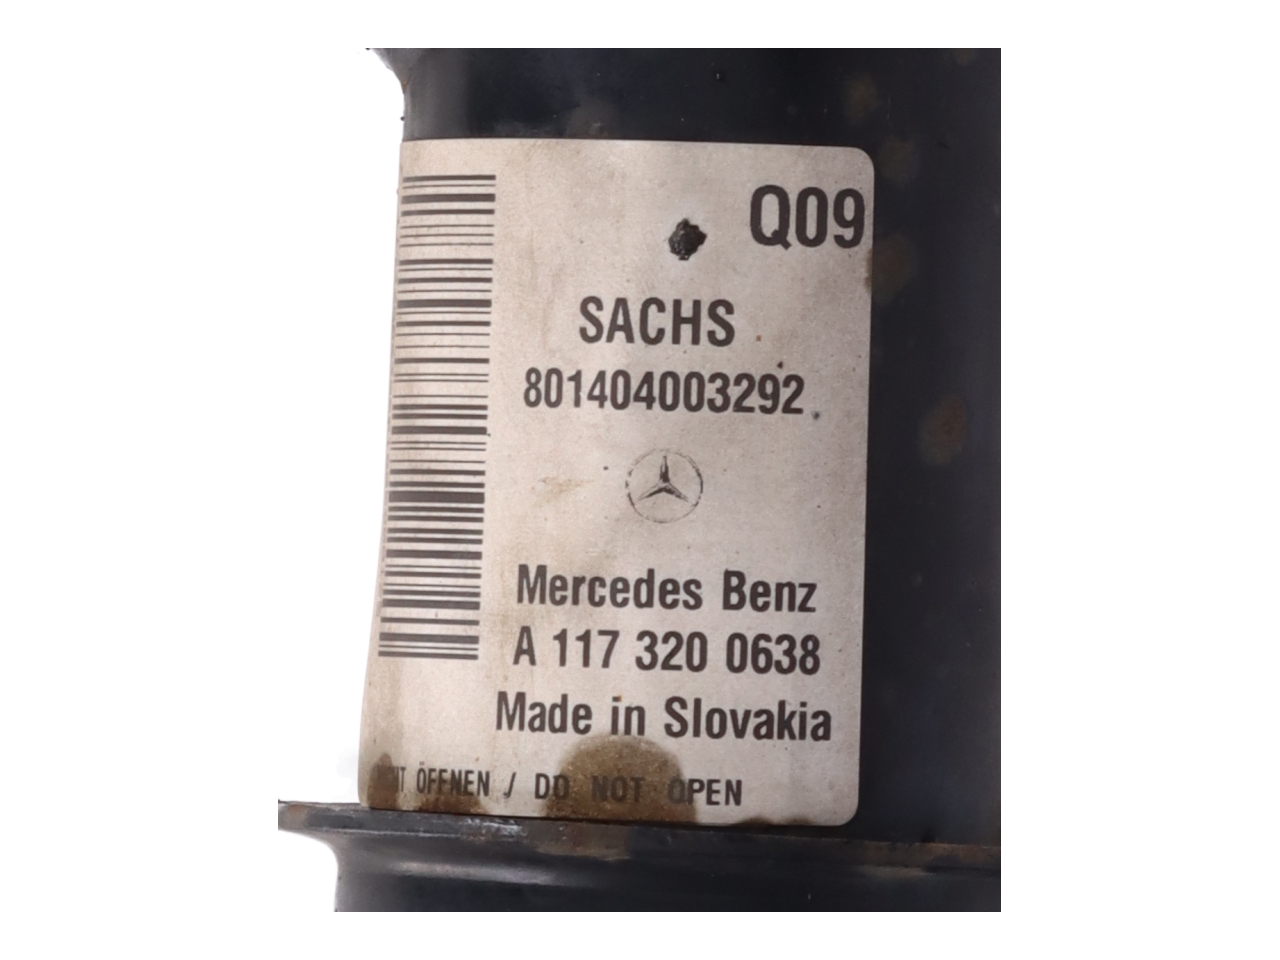 Q09
SACHS
801404003292
Mercedes Benz
A 117 320 0638
Made in Slovakia
ÖFFNEN / DO NOT OPEN